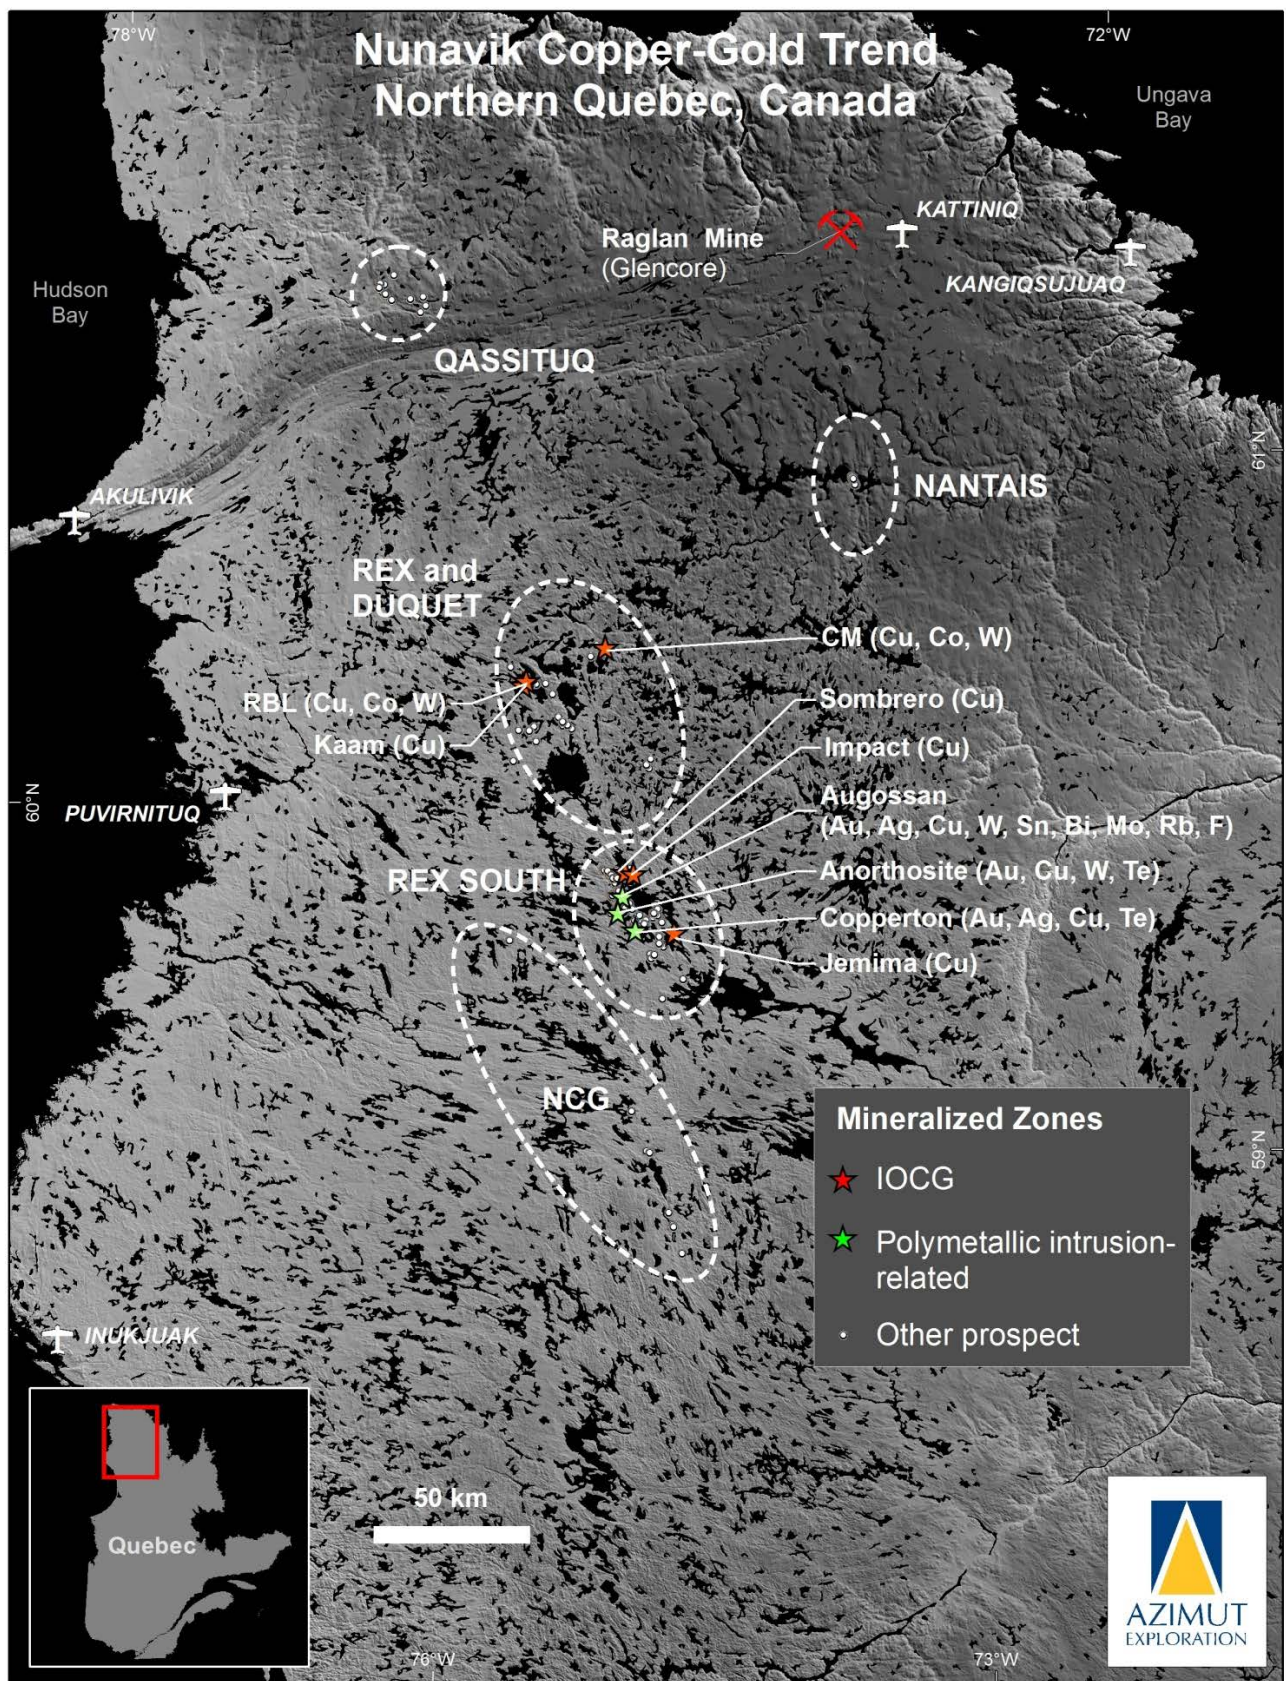 78°W
72°W
Nunavik Copper-Gold Trend
Northern Quebec, Canada
Ungava
Bay
KATTINIQ
Raglan Mine
(Glencore)
KANGIQSUJUAQ
Hudson
Bay
QASSITUQ
61°N
NANTAIS
AKULIVIK
REX and
DUQUET
CM (Cu, Co, W)
Sombrero (Cu)
RBL (Cu, Co, W)
Kaam (Cu)
Impact (Cu)
60°N
PUVIRNITUQ
Augossan
(Au, Ag, Cu, W, Sn, Bi, Mo, Rb, F)
REX SOUTH
Anorthosite (Au, Cu, W, Te)
Copperton (Au, Ag, Cu, Te)
Jemima (Cu)
NCG
Mineralized Zones
IOCG
Polymetallic intrusion-
related
Other prospect
59°N
INUKJUAK
Quebec
50 km
AZIMUT
EXPLORATION
76°W
73°W